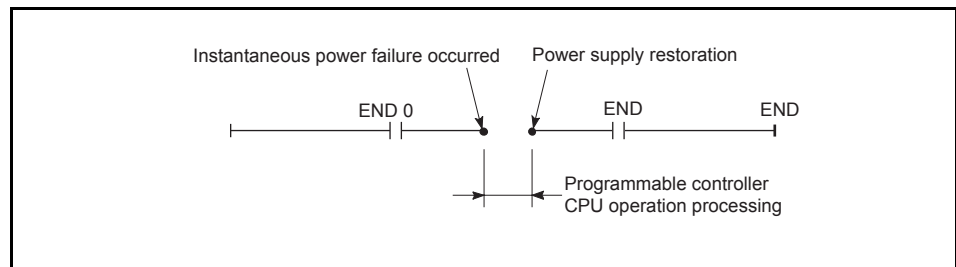 Instantaneous power failure occurred
Power supply restoration
END 0
END
END
Programmable controller
CPU operation processing